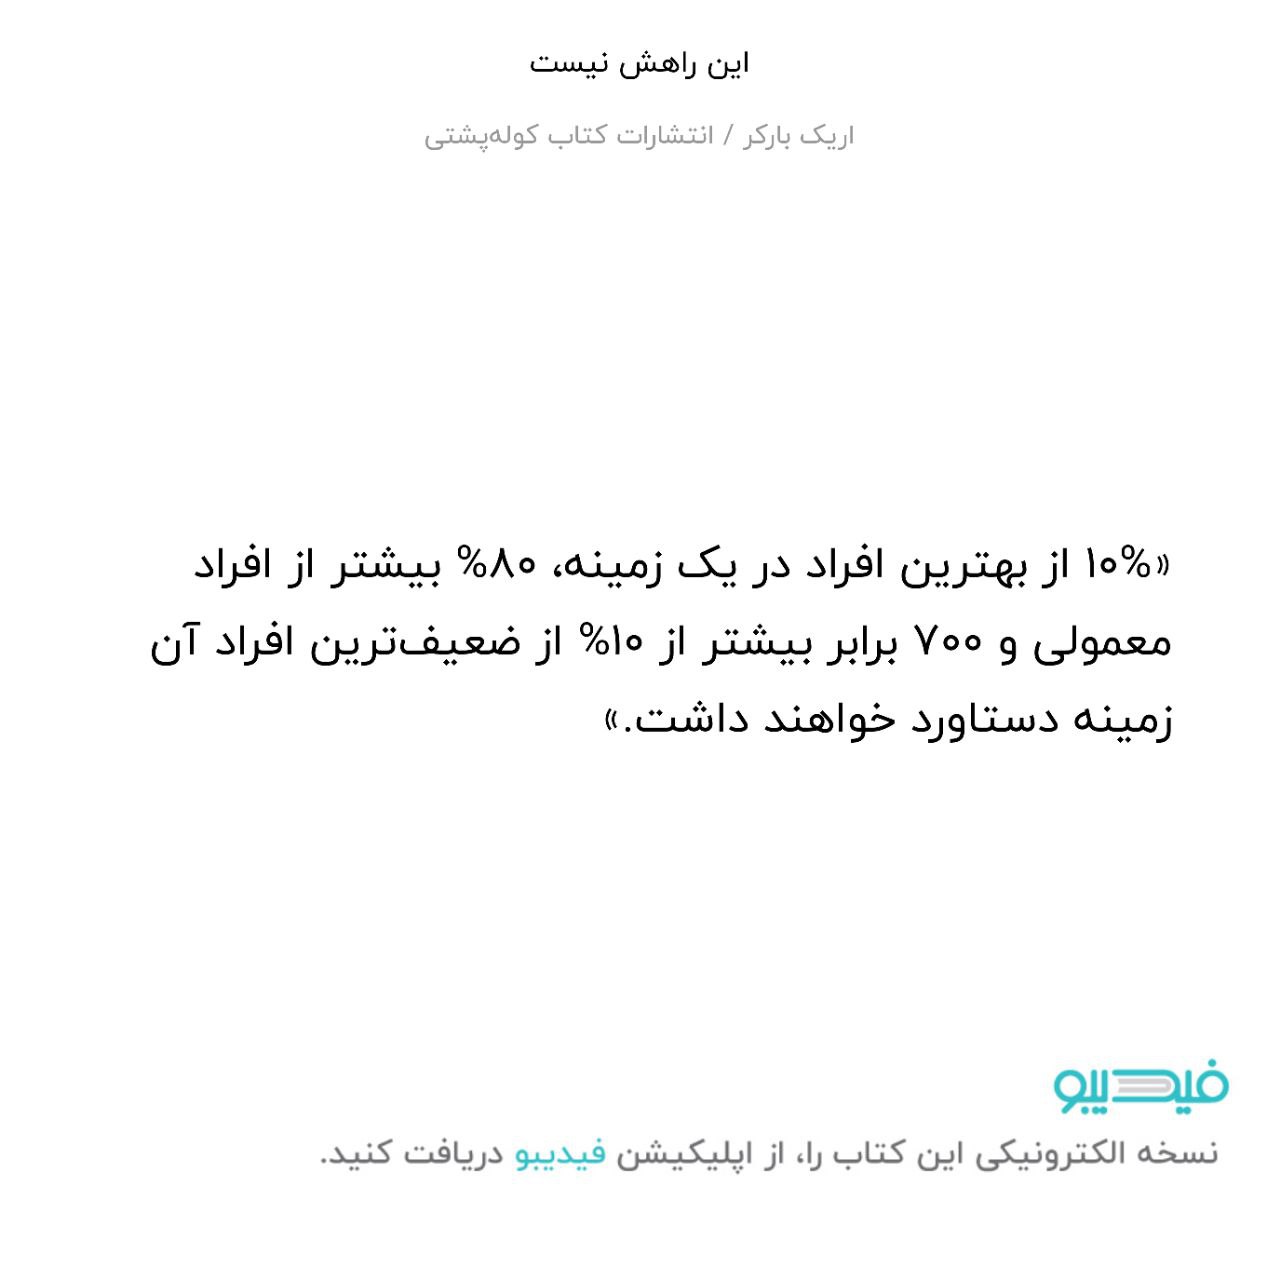 این راهش نیست
اریک بارکر / انتشارات کتاب کوله‌پشتی
«۱۰% از بهترین افراد در یک زمینه، ۸۰% بیشتر از افراد
معمولی و ۷۰۰ برابر بیشتر از ۱۰% از ضعیف‌ترین افراد آن
زمینه دستاورد خواهند داشت.»
فیدیبو
نسخه الکترونیکی این کتاب را، از اپلیکیشن فیدیبو دریافت کنید.